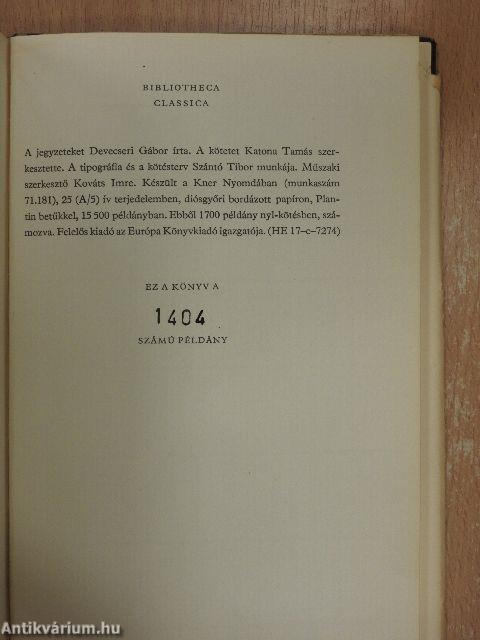 BIBLIOTHECA
CLASSICA
A jegyzeteket Devecseri Gábor írta. A kötetet Katona Tamás szer-
kesztette. A tipográfia és a kötésterv Szántó Tibor munkája. Műszaki
szerkesztő Kováts Imre. Készült a Kner Nyomdában (munkaszám
71.181), 25 (A/5) ív terjedelemben, diósgyőri bordázott papíron, Plan-
tin betűkkel, 15 500 példányban. Ebből 1700 példány nyl-kötésben, szá-
mozva. Felelős kiadó az Európa Könyvkiadó igazgatója. (HE 17–c–7274)
EZ A KÖNYV A
1404
SZÁMÚ PÉLDÁNY
Antikvárium.hu